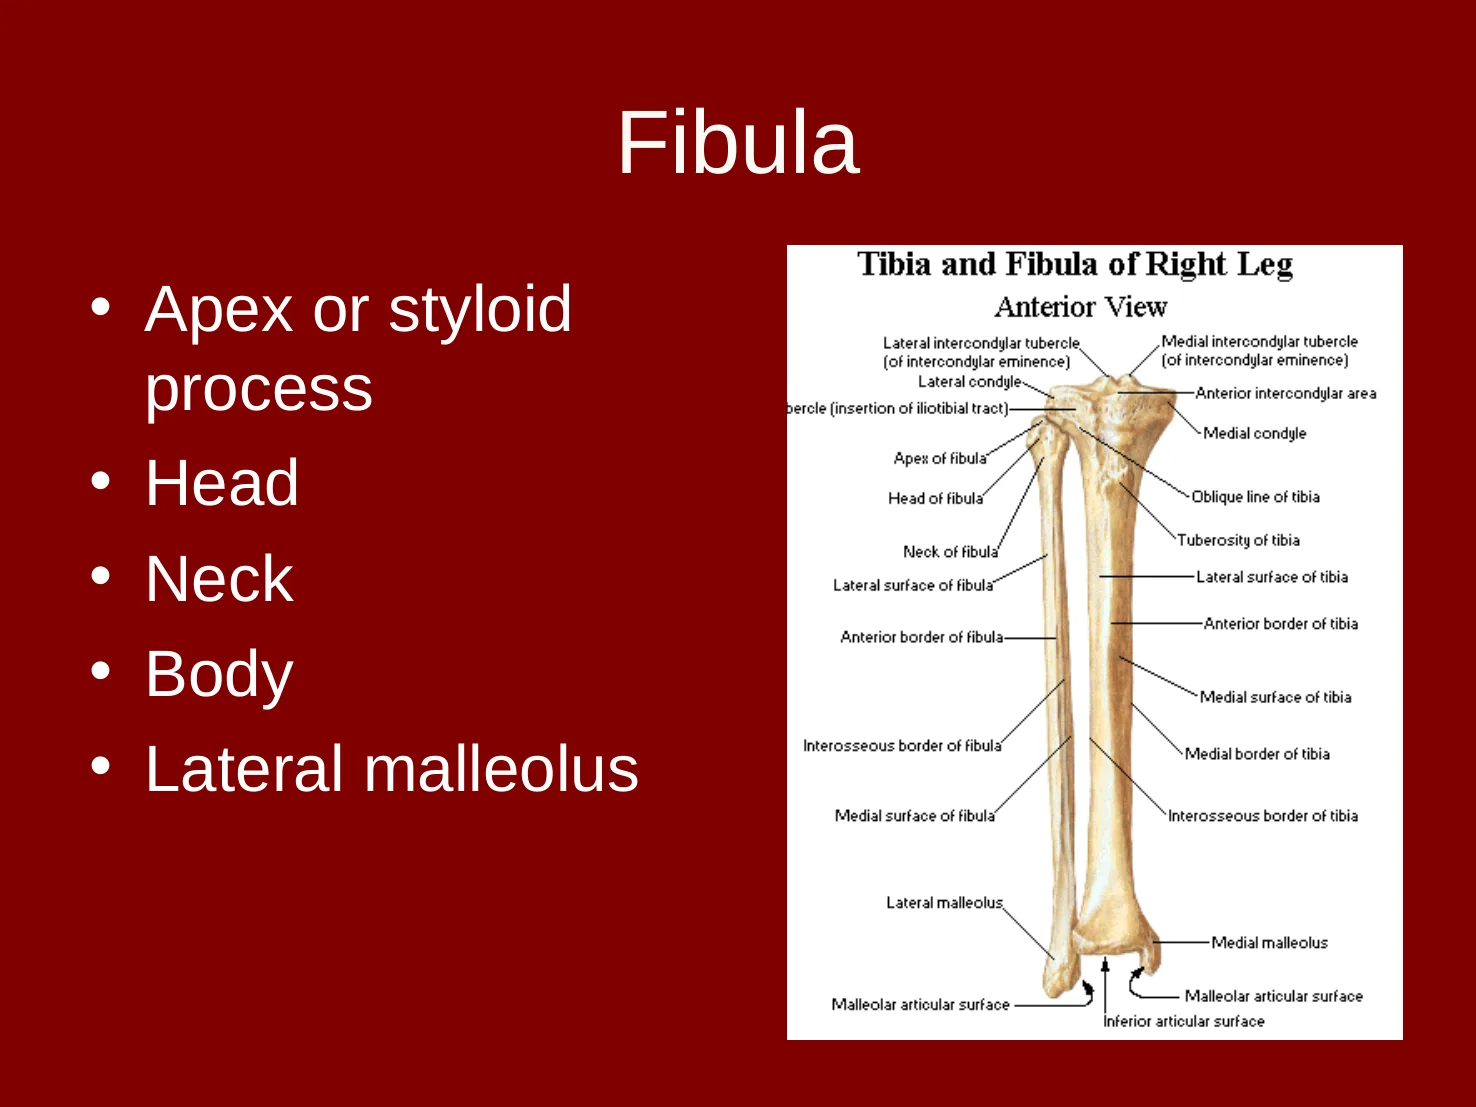 Fibula
• Apex or styloid
process
• Head
• Neck
• Body
• Lateral malleolus
Tibia and Fibula of Right Leg
Anterior View
Lateral intercondylar tubercle
(of intercondylar eminence)
Medial intercondylar tubercle
(of intercondylar eminence)
Lateral condyle
Anterior intercondylar area
bercle (insertion of iliotibial tract)
Medial condyle
Apex of fibula
Head of fibula
Oblique line of tibia
Neck of fibula
Tuberosity of tibia
Lateral surface of fibula
Lateral surface of tibia
Anterior border of fibula
Anterior border of tibia
Medial surface of tibia
Interosseous border of fibula
Medial border of tibia
Medial surface of fibula
Interosseous border of tibia
Lateral malleolus
Medial malleolus
Malleolar articular surface
Malleolar articular surface
Inferior articular surface